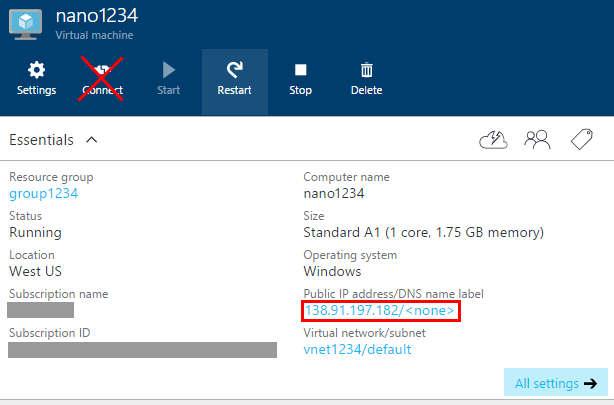 nano1234
Virtual machine
Settings
Connect
Start
Restart
Stop
Delete
Essentials
Resource group
group1234
Computer name
nano1234
Status
Running
Size
Standard A1 (1 core, 1.75 GB memory)
Location
West US
Operating system
Windows
Subscription name
Public IP address/DNS name label
138.91.197.182/<none>
Subscription ID
Virtual network/subnet
vnet1234/default
All settings